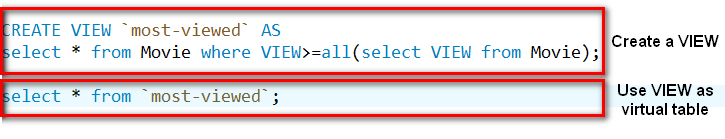 CREATE VIEW `most-viewed` AS
select * from Movie where VIEW>=all(select VIEW from Movie);
Create a VIEW
select * from `most-viewed`;
Use VIEW as
virtual table